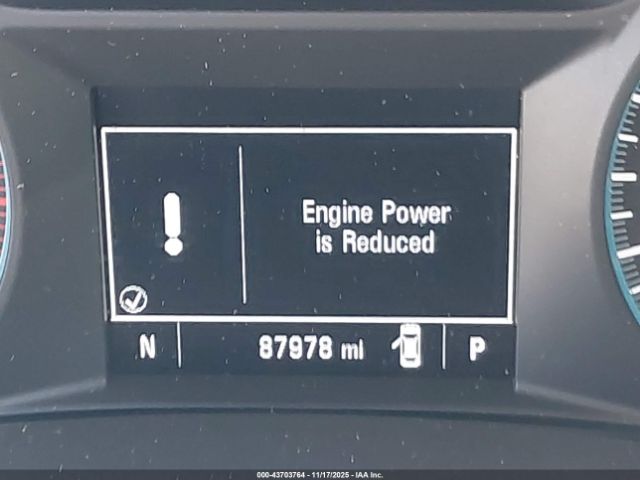 Engine Power
is Reduced
N 87978 mi P
000-43703764 - 11/17/2025 - IAA Inc.